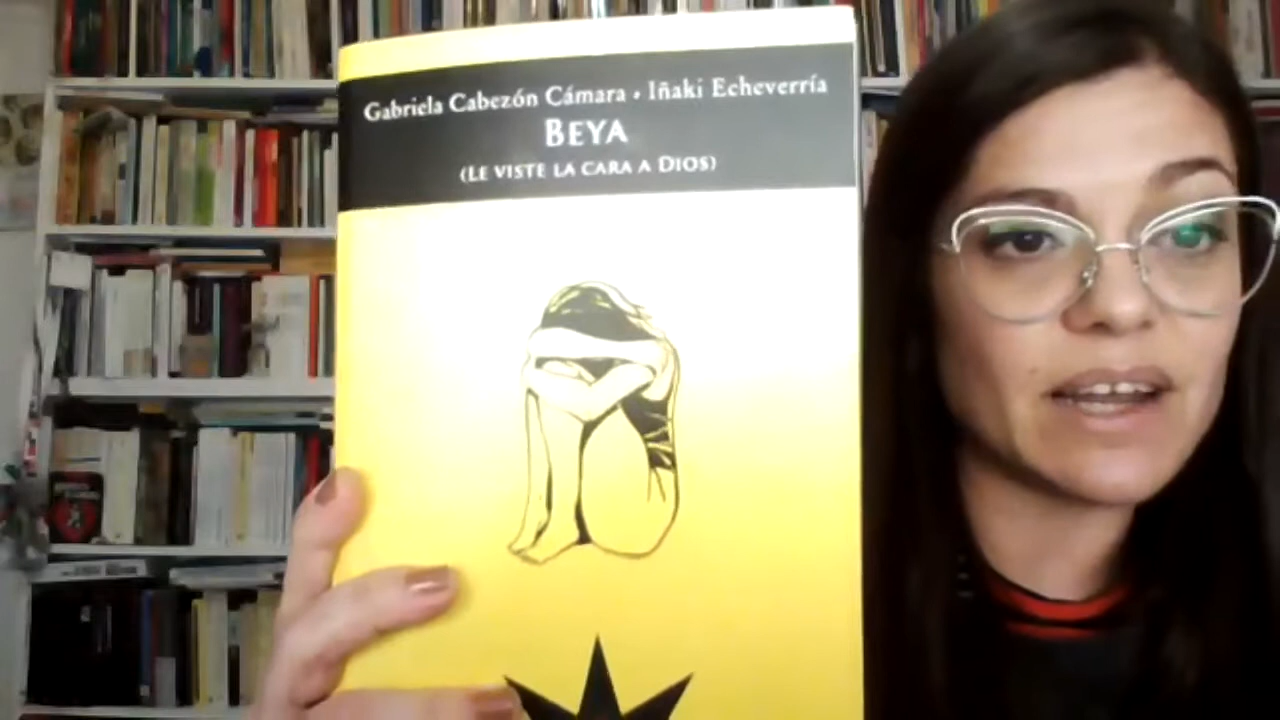 Gabriela Cabezón Cámara • Iñaki Echeverría
BEYA
(LE VISTE LA CARA A DIOS)